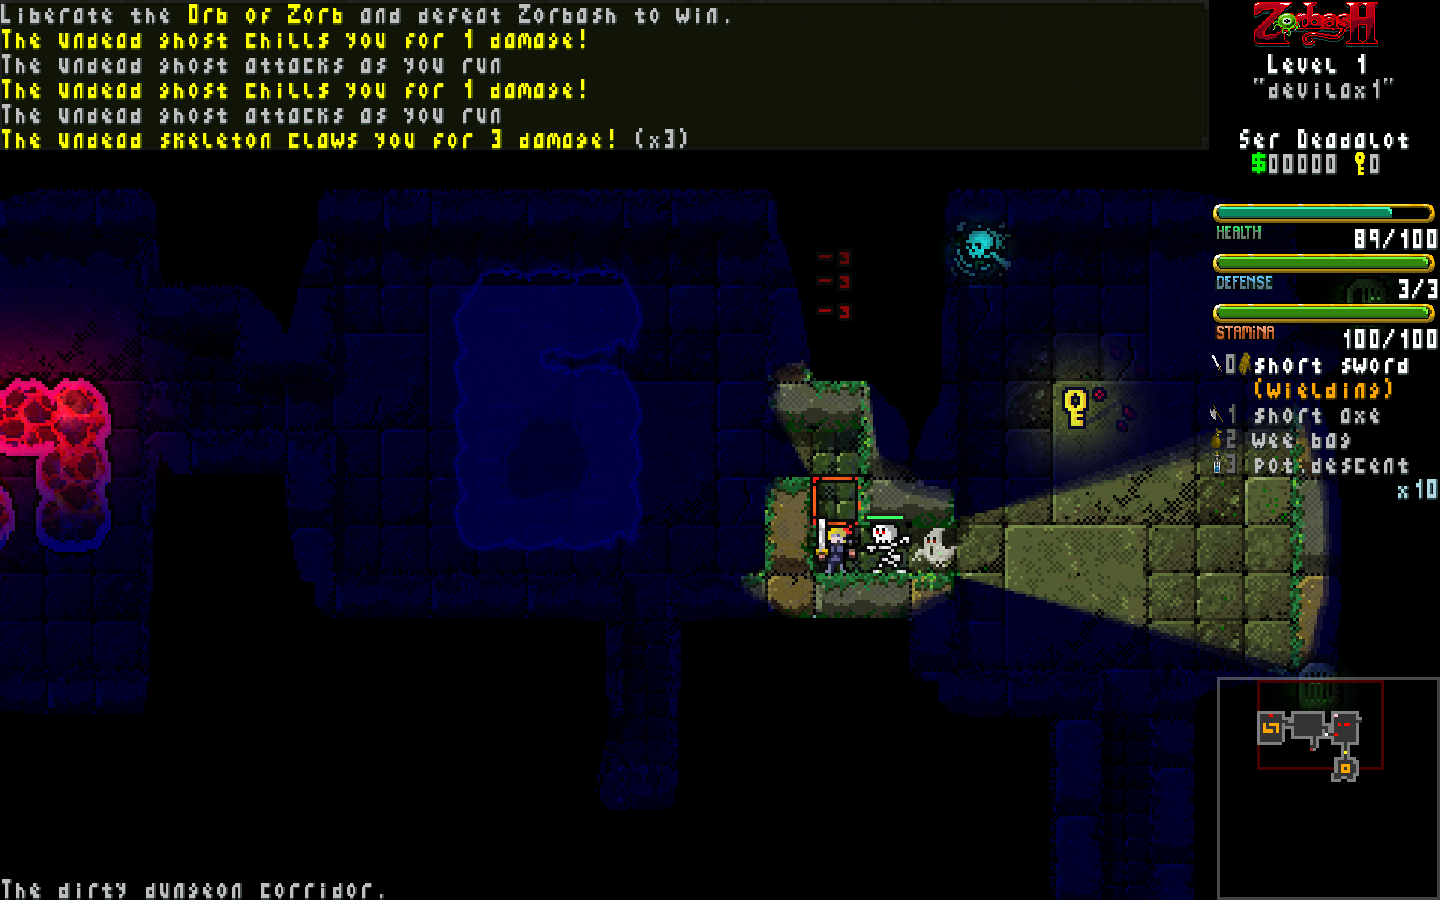 Liberate the Orb of Zorb and defeat Zorbash to win.
The undead ghost chills you for 1 damage!
The undead ghost attacks as you run
The undead ghost chills you for 1 damage!
The undead ghost attacks as you run
The undead skeleton claws you for 3 damage! (x3)
ZorbasH
Level 1
"devilax1"
Ser Deadalot
$00000 0
HEALTH
89/100
DEFENSE
3/3
STAMINA
100/100
0 short sword
(Wielding)
1 short axe
2 wee bag
3 pot.descent
x10
-3
-3
-3
The dirty dungeon corridor.